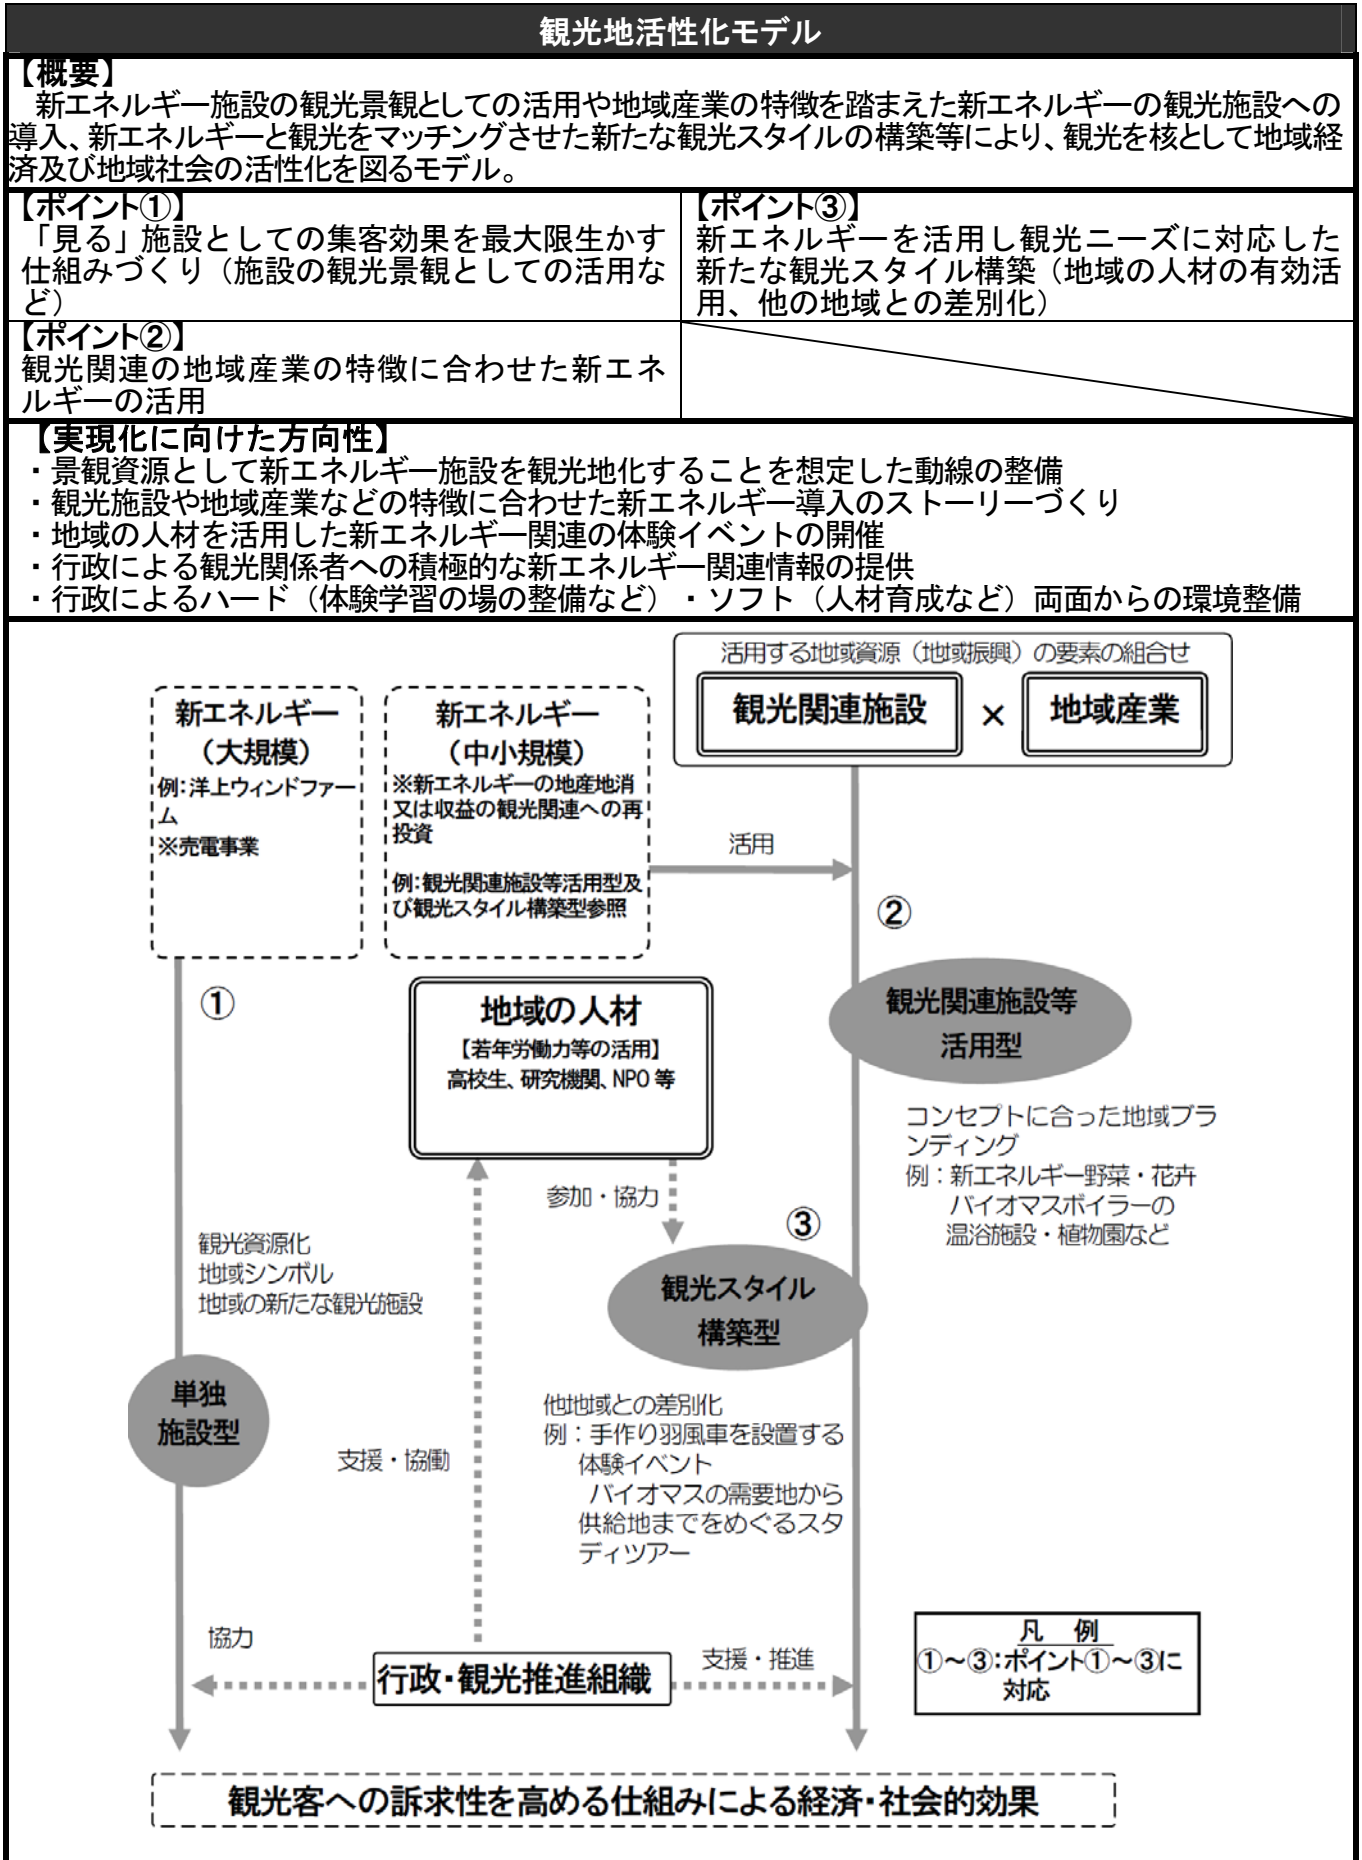 観光地活性化モデル
【概要】
新エネルギー施設の観光景観としての活用や地域産業の特徴を踏まえた新エネルギーの観光施設への
導入、新エネルギーと観光をマッチングさせた新たな観光スタイルの構築等により、観光を核として地域経
済及び地域社会の活性化を図るモデル。
【ポイント①】
「見る」施設としての集客効果を最大限生かす
仕組みづくり（施設の観光景観としての活用な
ど）
【ポイント③】
新エネルギーを活用し観光ニーズに対応した
新たな観光スタイル構築（地域の人材の有効活
用、他の地域との差別化）
【ポイント②】
観光関連の地域産業の特徴に合わせた新エネ
ルギーの活用
【実現化に向けた方向性】
・景観資源として新エネルギー施設を観光地化することを想定した動線の整備
・観光施設や地域産業などの特徴に合わせた新エネルギー導入のストーリーづくり
・地域の人材を活用した新エネルギー関連の体験イベントの開催
・行政による観光関係者への積極的な新エネルギー関連情報の提供
・行政によるハード（体験学習の場の整備など）・ソフト（人材育成など）両面からの環境整備
活用する地域資源（地域振興）の要素の組合せ
観光関連施設 × 地域産業
新エネルギー
（大規模）
例：洋上ウィンドファー
ム
※売電事業
新エネルギー
（中小規模）
※新エネルギーの地産地消
又は収益の観光関連への再
投資
例：観光関連施設等活用型及
び観光スタイル構築型参照
活用
②
①
地域の人材
【若年労働力等の活用】
高校生、研究機関、NPO 等
観光関連施設等
活用型
コンセプトに合った地域ブラ
ンディング
例：新エネルギー野菜・花卉
バイオマスボイラーの
温浴施設・植物園など
参加・協力
③
観光資源化
地域シンボル
地域の新たな観光施設
観光スタイル
構築型
単独
施設型
他地域との差別化
例：手作り羽風車を設置する
体験イベント
バイオマスの需要地から
供給地までをめぐるスタ
ディツアー
支援・協働
協力
行政・観光推進組織
支援・推進
凡 例
①～③：ポイント①～③に
対応
観光客への訴求性を高める仕組みによる経済・社会的効果